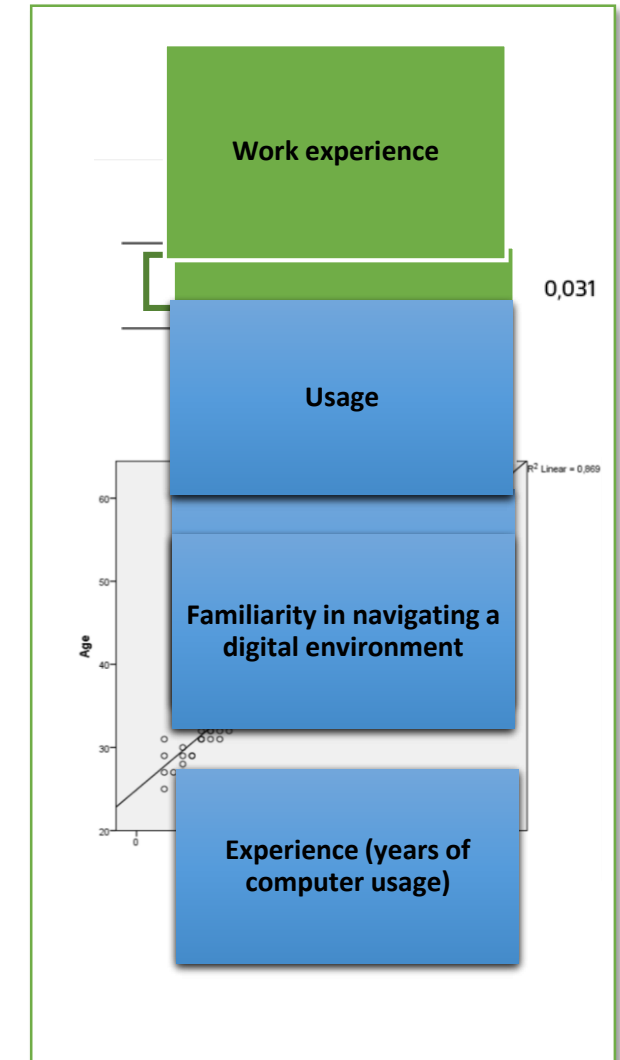 Work experience
0,031
Usage
R² Linear = 0,869
60
50
Familiarity in navigating a
digital environment
Age
40
30
20
0
Experience (years of
computer usage)